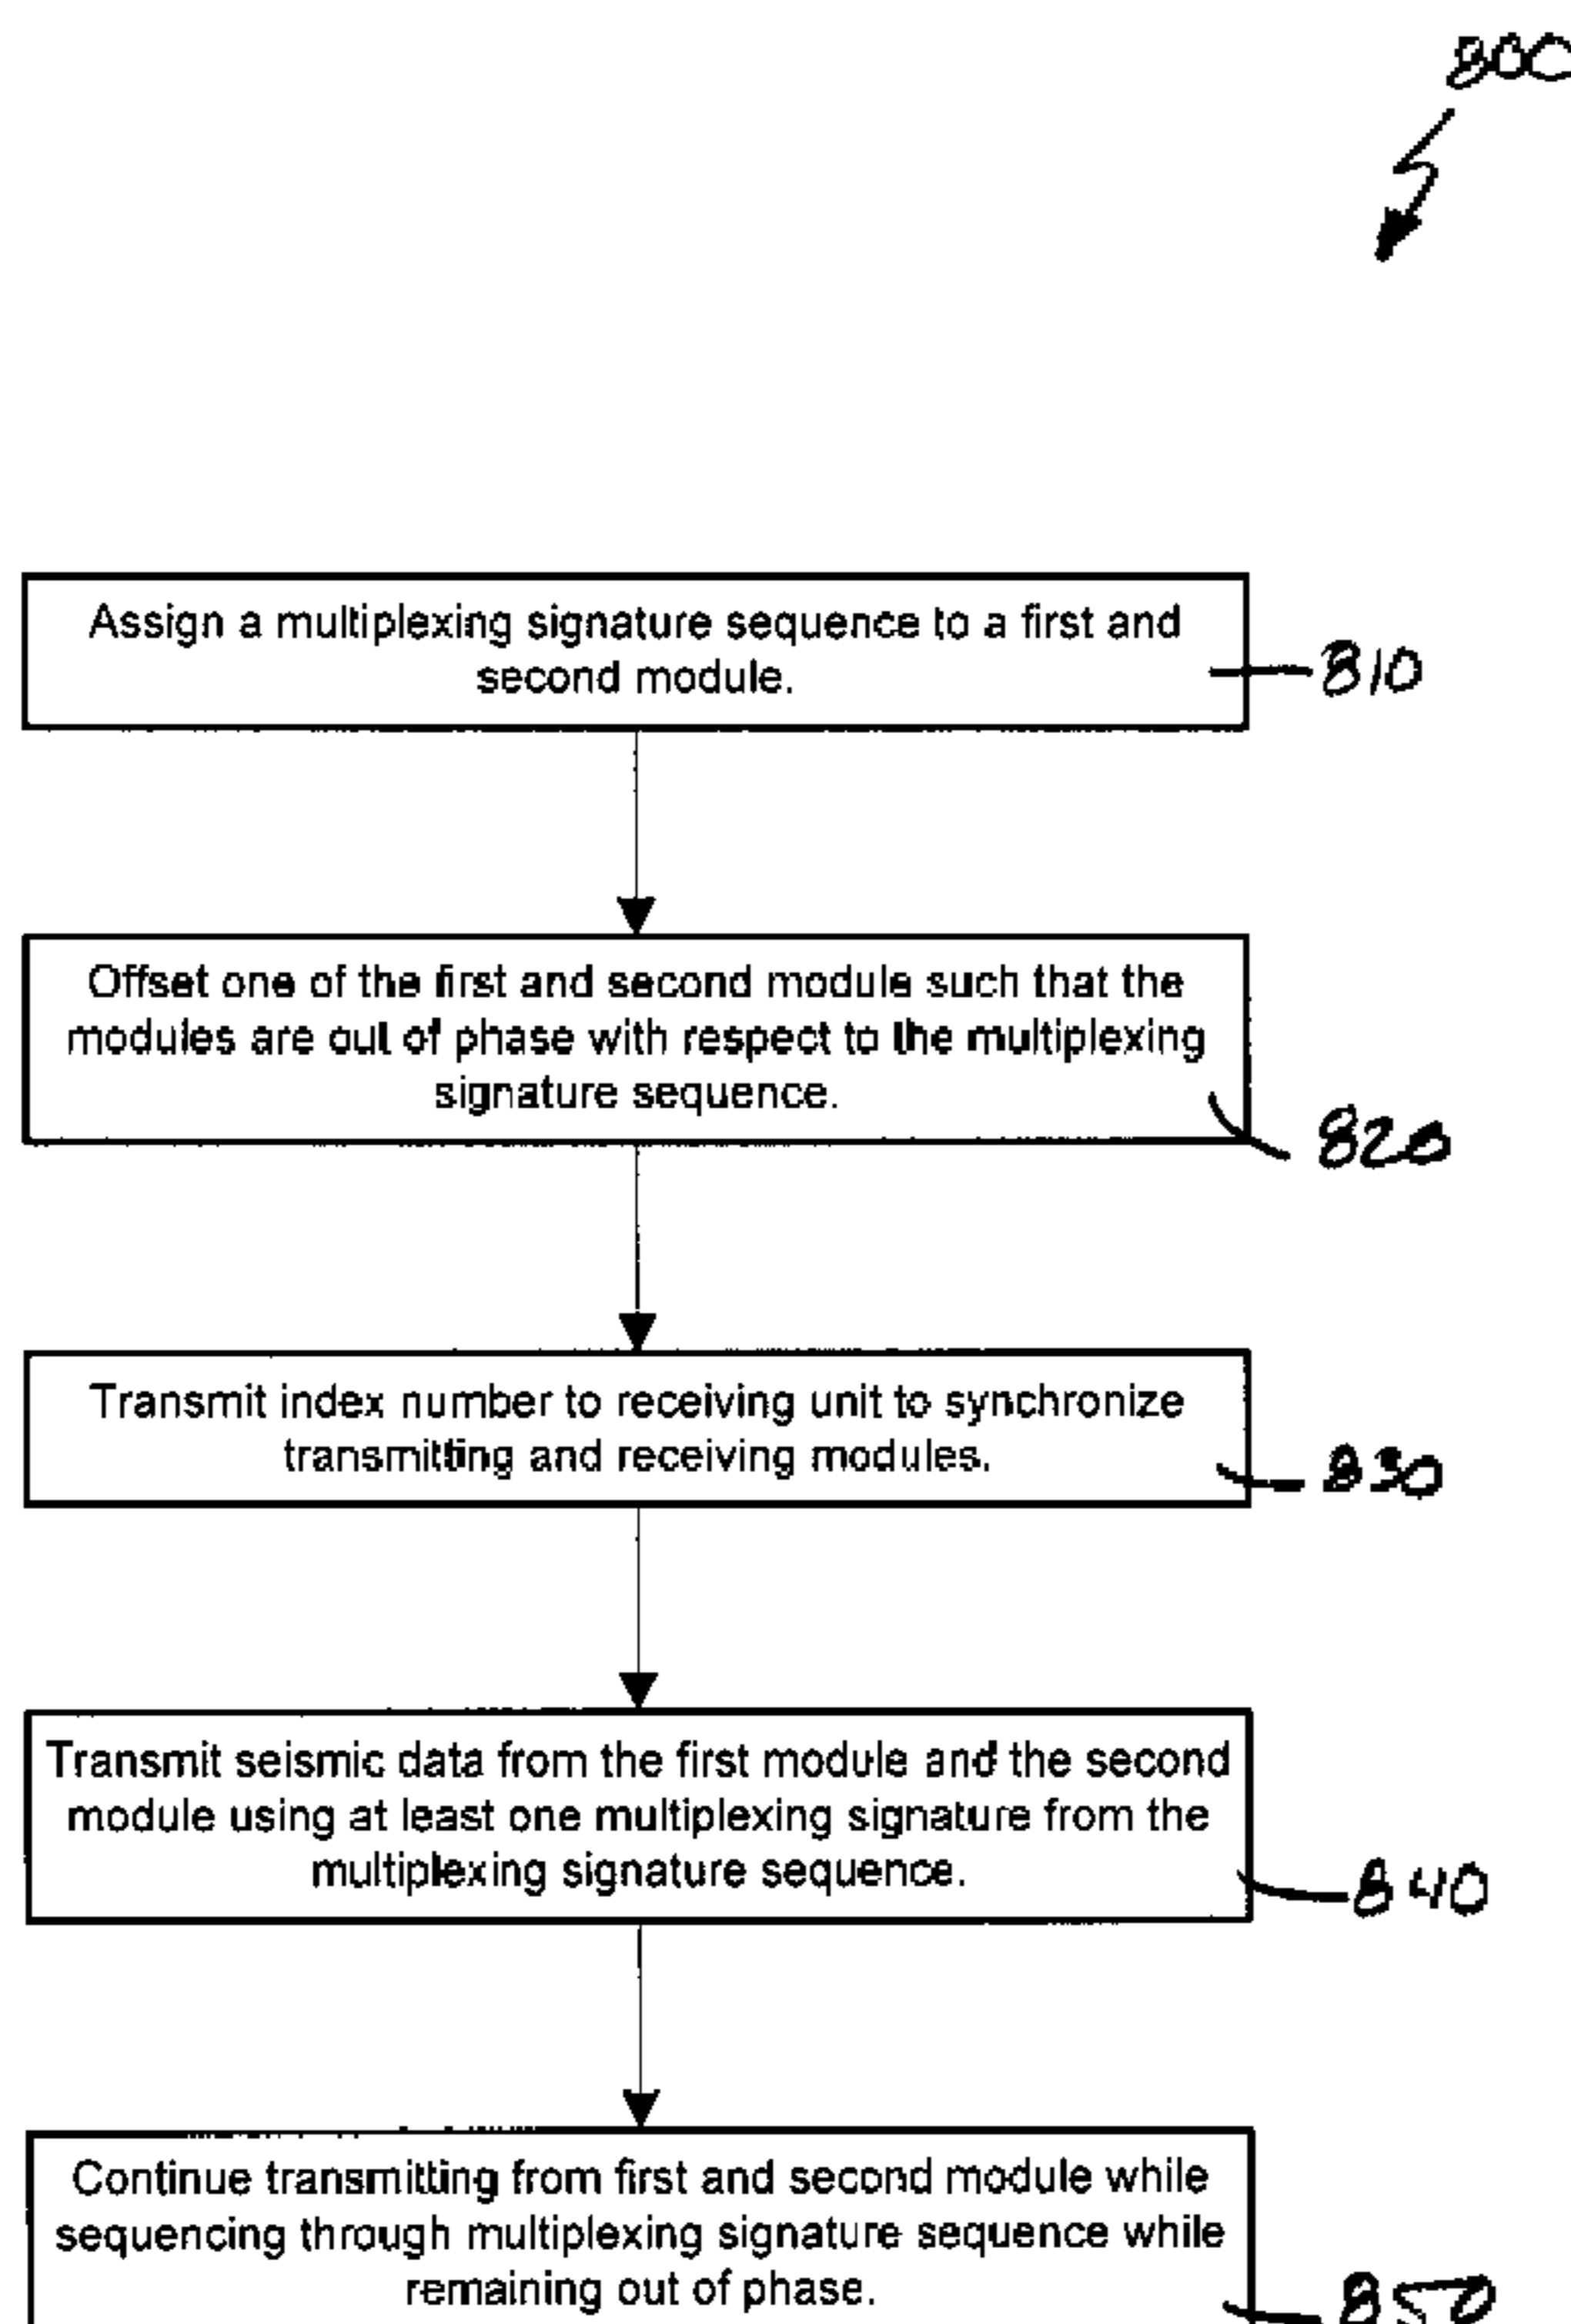 800
Assign a multiplexing signature sequence to a first and
second module.
810
Offset one of the first and second module such that the
modules are out of phase with respect to the multiplexing
signature sequence.
820
Transmit index number to receiving unit to synchronize
transmitting and receiving modules.
830
Transmit seismic data from the first module and the second
module using at least one multiplexing signature from the
multiplexing signature sequence.
840
Continue transmitting from first and second module while
sequencing through multiplexing signature sequence while
remaining out of phase.
850